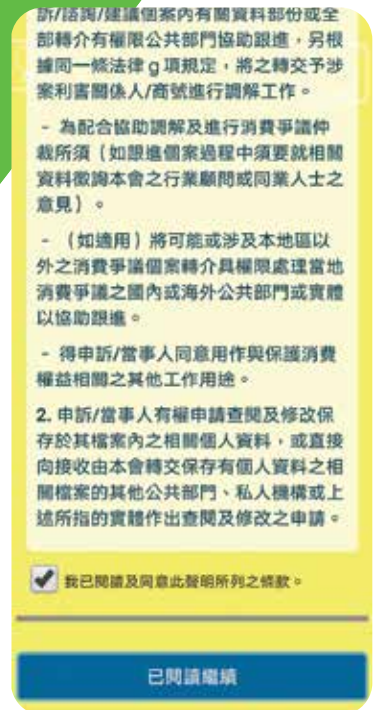 訴/諮詢/建議個案內有關資料部份或全
部轉介有權限公共部門協助跟進，另根
據同一條法律 g 項規定，將之轉交予涉
案利害關係人/商號進行調解工作。
- 為配合協助調解及進行消費爭議仲
裁所須（如跟進個案過程中須要就相關
資料徵詢本會之行業顧問或同業人士之
意見）。
- （如適用）將可能或涉及本地區以
外之消費爭議個案轉介具權限處理當地
消費爭議之國內或海外公共部門或實體
以協助跟進。
- 得申訴/當事人同意用作與保護消費
權益相關之其他工作用途。
2. 申訴/當事人有權申請查閱及修改保
存於其檔案內之相關個人資料，或直接
向接收由本會轉交保存有個人資料之相
關檔案的其他公共部門、私人機構或上
述所指的實體作出查閱及修改之申請。
我已閱讀及同意此聲明所列之條款。
已閱讀繼續